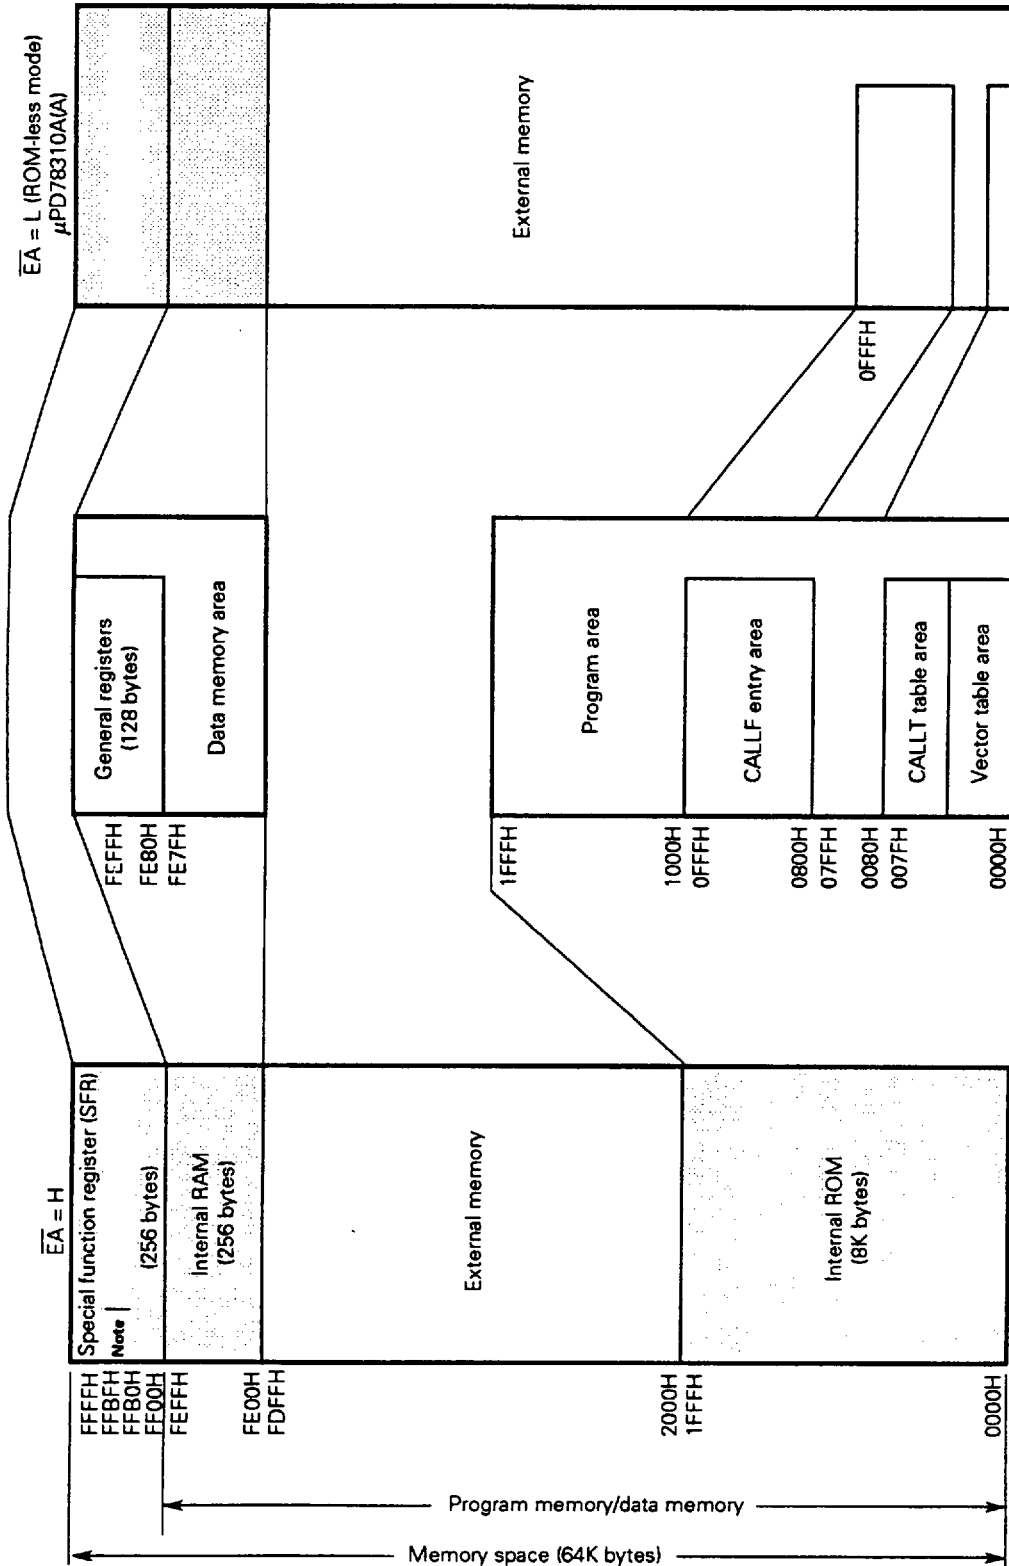 Memory space (64K bytes)
Program memory/data memory
EA = H
FFFFH
FFBFH
FFB0H
FF00H
FEFFH
FE00H
FDFFH
2000H
1FFFH
0000H
Special function register (SFR)
Note
(256 bytes)
Internal RAM
(256 bytes)
External memory
Internal ROM
(8K bytes)
FEFFH
FE80H
FE7FH
1FFFH
1000H
0FFFH
0800H
07FFH
0080H
007FH
0000H
General registers
(128 bytes)
Data memory area
Program area
CALLF entry area
CALLT table area
Vector table area
EA = L (ROM-less mode)
μPD78310A(A)
External memory
0FFFH